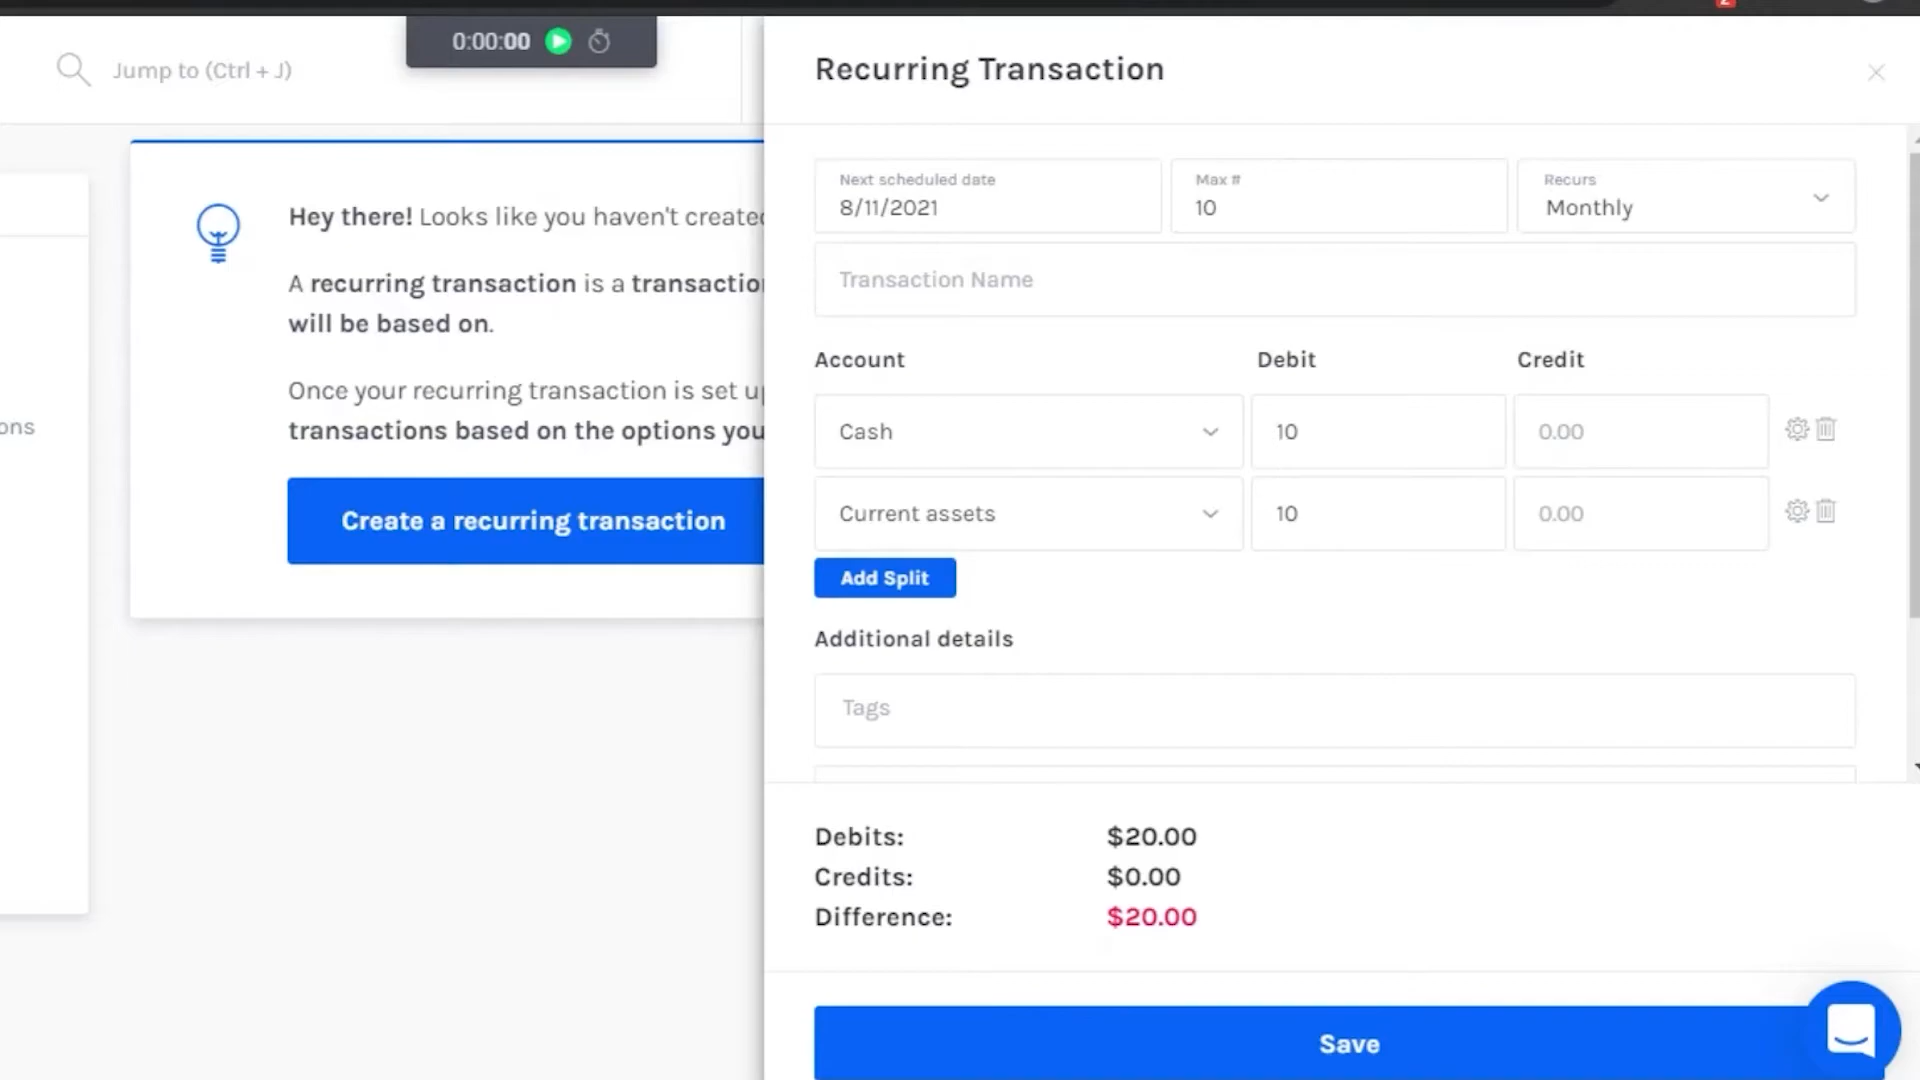 2
0:00:00
Jump to (Ctrl + J)
ons
Hey there! Looks like you haven't created
A recurring transaction is a transaction
will be based on.
Once your recurring transaction is set up
transactions based on the options you
Create a recurring transaction
Recurring Transaction
Next scheduled date
8/11/2021
Max #
10
Recurs
Monthly
Transaction Name
Account Debit Credit
Cash 10 0.00
Current assets 10 0.00
Add Split
Additional details
Tags
Debits: $20.00
Credits: $0.00
Difference: $20.00
Save